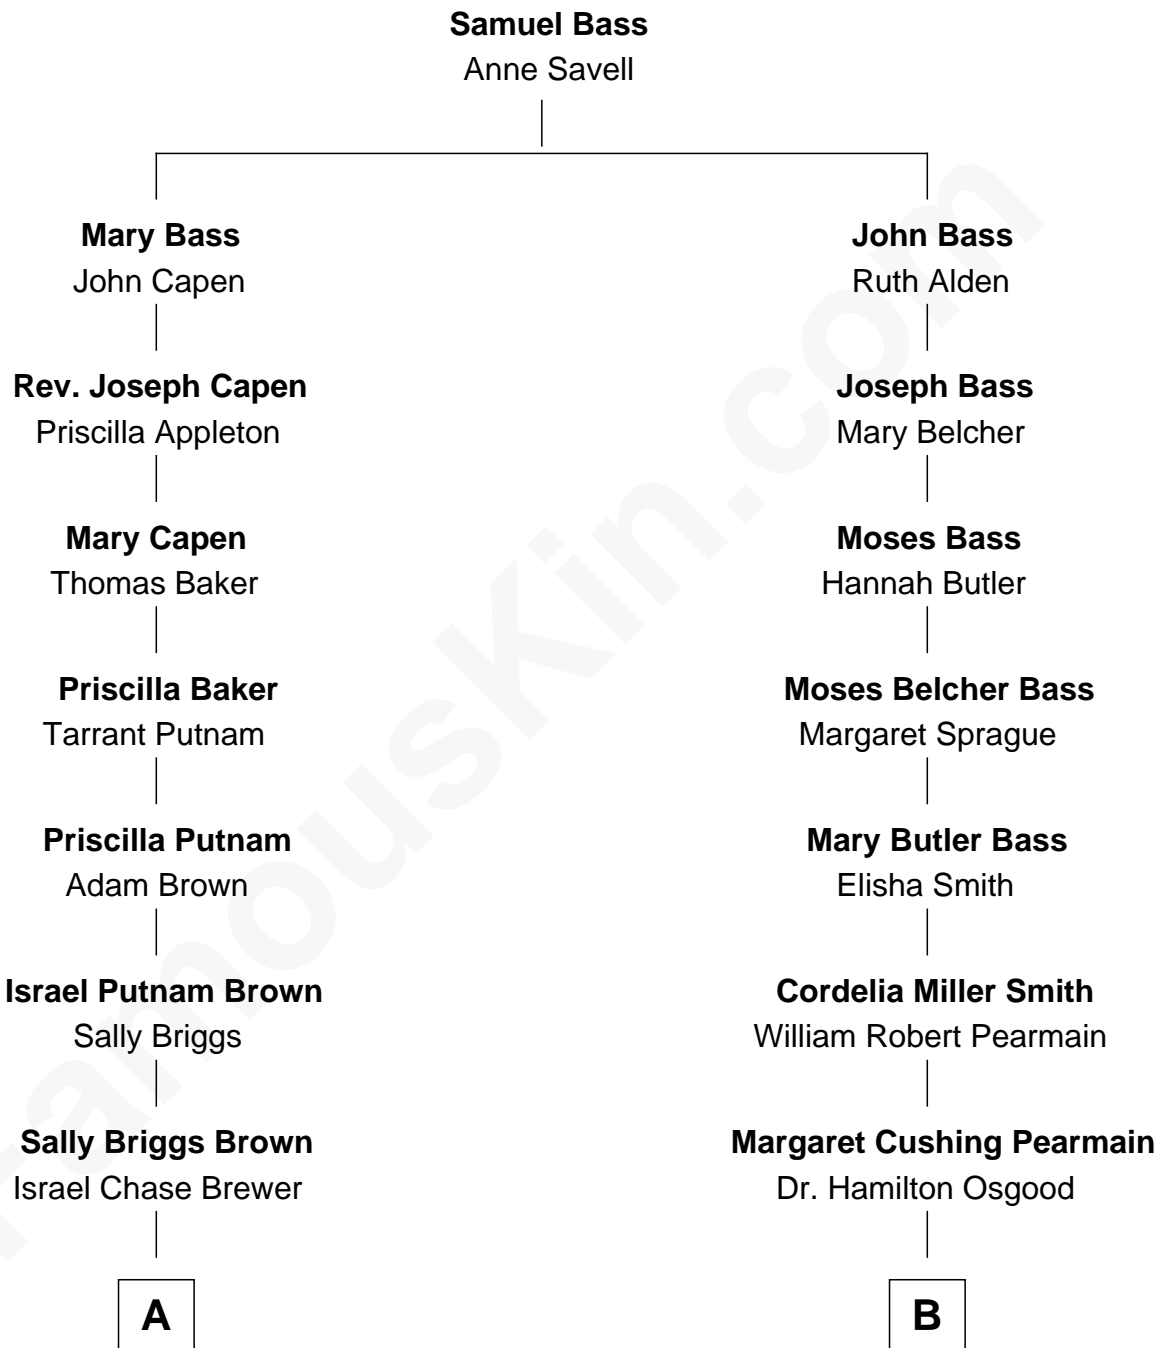 Samuel Bass
Anne Savell
Mary Bass
John Capen
John Bass
Ruth Alden
Rev. Joseph Capen
Priscilla Appleton
Joseph Bass
Mary Belcher
Mary Capen
Thomas Baker
Moses Bass
Hannah Butler
Priscilla Baker
Tarrant Putnam
Moses Belcher Bass
Margaret Sprague
Priscilla Putnam
Adam Brown
Mary Butler Bass
Elisha Smith
Israel Putnam Brown
Sally Briggs
Cordelia Miller Smith
William Robert Pearmain
Sally Briggs Brown
Israel Chase Brewer
Margaret Cushing Pearmain
Dr. Hamilton Osgood
A
B
FamousKin.com